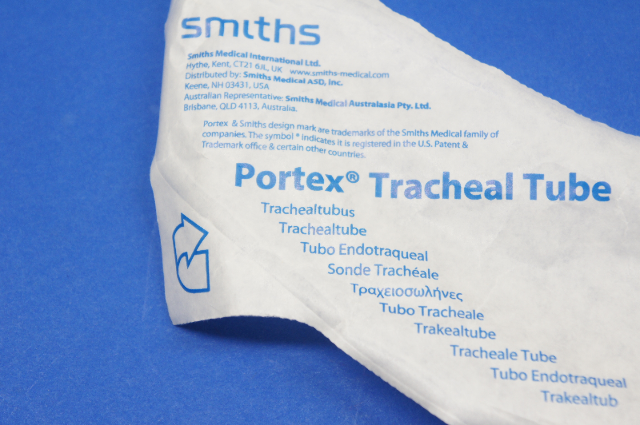 smiths
Smiths Medical International Ltd.
Hythe, Kent, CT21 6JL, UK www.smiths-medical.com
Distributed by: Smiths Medical ASD, Inc.
Keene, NH 03431, USA
Australian Representative: Smiths Medical Australasia Pty. Ltd.
Brisbane, QLD 4113, Australia.
Portex & Smiths design mark are trademarks of the Smiths Medical family of
companies. The symbol ® indicates it is registered in the U.S. Patent &
Trademark office & certain other countries.
Portex® Tracheal Tube
Trachealtubus
Trachealtube
Tubo Endotraqueal
Sonde Trachéale
Τραχειοσωλήνες
Tubo Tracheale
Trakealtube
Tracheale Tube
Tubo Endotraqueal
Trakealtub